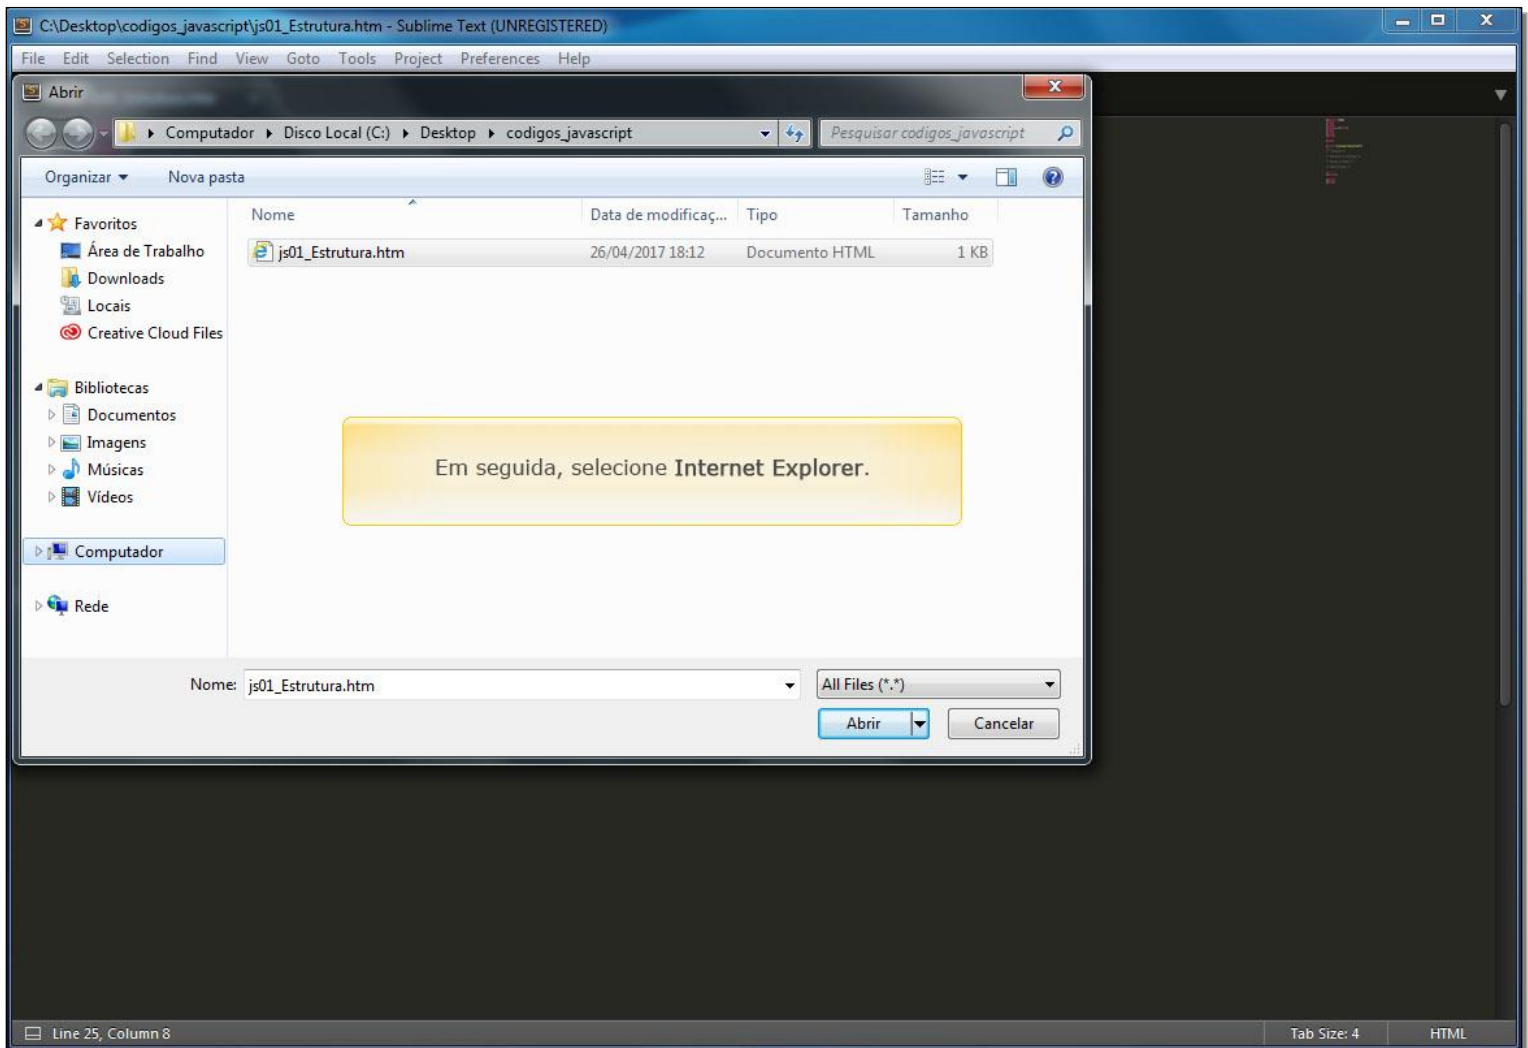 C:\Desktop\codigos_javascript\js01_Estrutura.htm - Sublime Text (UNREGISTERED)
File Edit Selection Find View Goto Tools Project Preferences Help
Abrir
Computador Disco Local (C:) Desktop codigos_javascript
Pesquisar codigos_javascript
Organizar Nova pasta
Nome Data de modificaç... Tipo Tamanho
js01_Estrutura.htm 26/04/2017 18:12 Documento HTML 1 KB
Favoritos
Área de Trabalho
Downloads
Locais
Creative Cloud Files
Bibliotecas
Documentos
Imagens
Músicas
Vídeos
Computador
Rede
Em seguida, selecione Internet Explorer.
Nome: js01_Estrutura.htm All Files (*.*)
Abrir Cancelar
Line 25, Column 8 Tab Size: 4 HTML